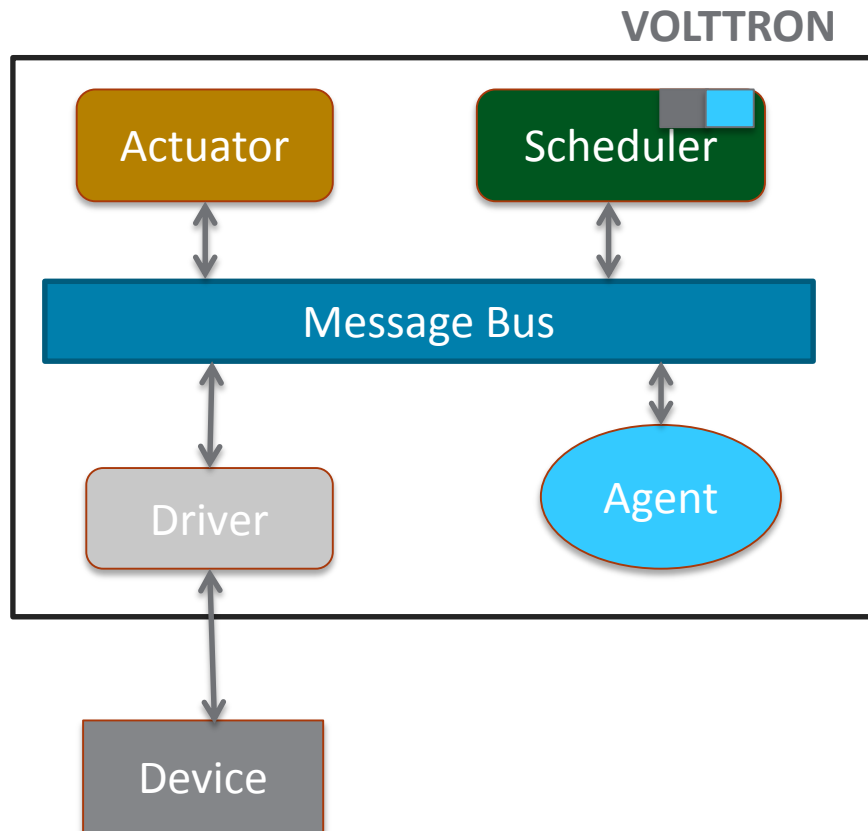 VOLTTRON
Actuator
Scheduler
Message Bus
Driver
Agent
Device